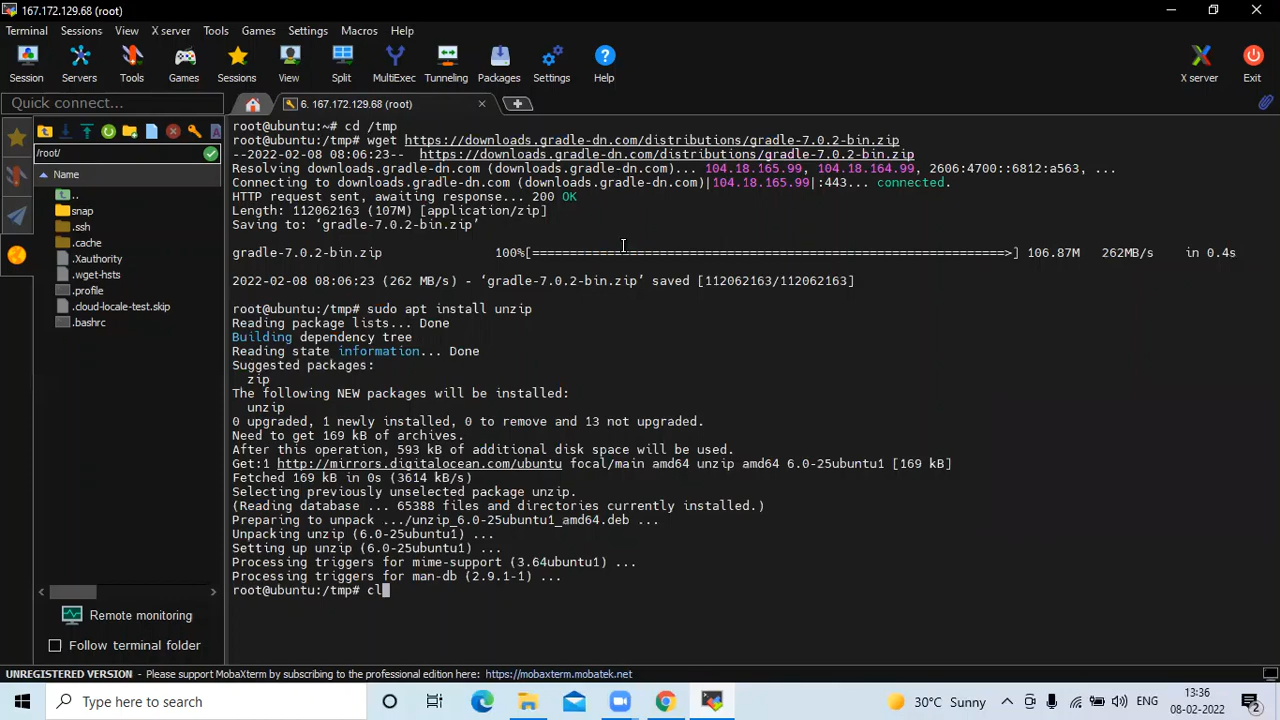 167.172.129.68 (root)
Terminal Sessions View X server Tools Games Settings Macros Help
Session Servers Tools Games Sessions View Split MultiExec Tunneling Packages Settings Help X server Exit
Quick connect...
6. 167.172.129.68 (root)
/root/
Name
..
snap
.ssh
.cache
.Xauthority
.wget-hsts
.profile
.cloud-locale-test.skip
.bashrc
Remote monitoring
Follow terminal folder
root@ubuntu:~# cd /tmp
root@ubuntu:/tmp# wget https://downloads.gradle-dn.com/distributions/gradle-7.0.2-bin.zip
--2022-02-08 08:06:23-- https://downloads.gradle-dn.com/distributions/gradle-7.0.2-bin.zip
Resolving downloads.gradle-dn.com (downloads.gradle-dn.com)... 104.18.165.99, 104.18.164.99, 2606:4700::6812:a563, ...
Connecting to downloads.gradle-dn.com (downloads.gradle-dn.com)|104.18.165.99|:443... connected.
HTTP request sent, awaiting response... 200 OK
Length: 112062163 (107M) [application/zip]
Saving to: ‘gradle-7.0.2-bin.zip’
gradle-7.0.2-bin.zip 100%[==================================================>] 106.87M 262MB/s in 0.4s
2022-02-08 08:06:23 (262 MB/s) - ‘gradle-7.0.2-bin.zip’ saved [112062163/112062163]
root@ubuntu:/tmp# sudo apt install unzip
Reading package lists... Done
Building dependency tree
Reading state information... Done
Suggested packages:
zip
The following NEW packages will be installed:
unzip
0 upgraded, 1 newly installed, 0 to remove and 13 not upgraded.
Need to get 169 kB of archives.
After this operation, 593 kB of additional disk space will be used.
Get:1 http://mirrors.digitalocean.com/ubuntu focal/main amd64 unzip amd64 6.0-25ubuntu1 [169 kB]
Fetched 169 kB in 0s (3614 kB/s)
Selecting previously unselected package unzip.
(Reading database ... 65388 files and directories currently installed.)
Preparing to unpack .../unzip_6.0-25ubuntu1_amd64.deb ...
Unpacking unzip (6.0-25ubuntu1) ...
Setting up unzip (6.0-25ubuntu1) ...
Processing triggers for mime-support (3.64ubuntu1) ...
Processing triggers for man-db (2.9.1-1) ...
root@ubuntu:/tmp# cl
UNREGISTERED VERSION - Please support MobaXterm by subscribing to the professional edition here: https://mobaxterm.mobatek.net
Type here to search
30°C Sunny
ENG
13:36
08-02-2022
2